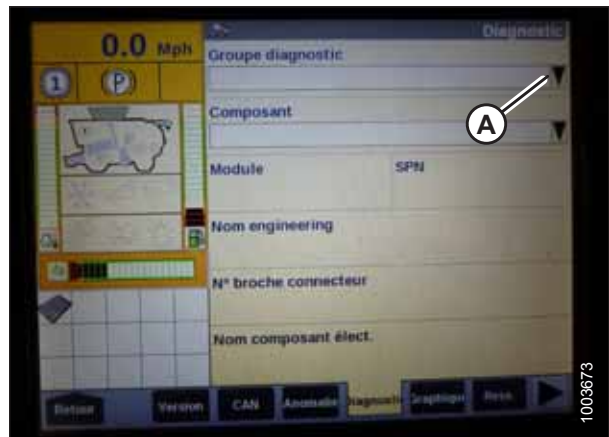 Diagnostic
0.0 Mph
Groupe diagnostic
1
P
A
Composant
Module
SPN
Nom engineering
N° broche connecteur
Nom composant élect.
Retour
Version
CAN
Anomalie
Diagnostic
Graphique
1003673